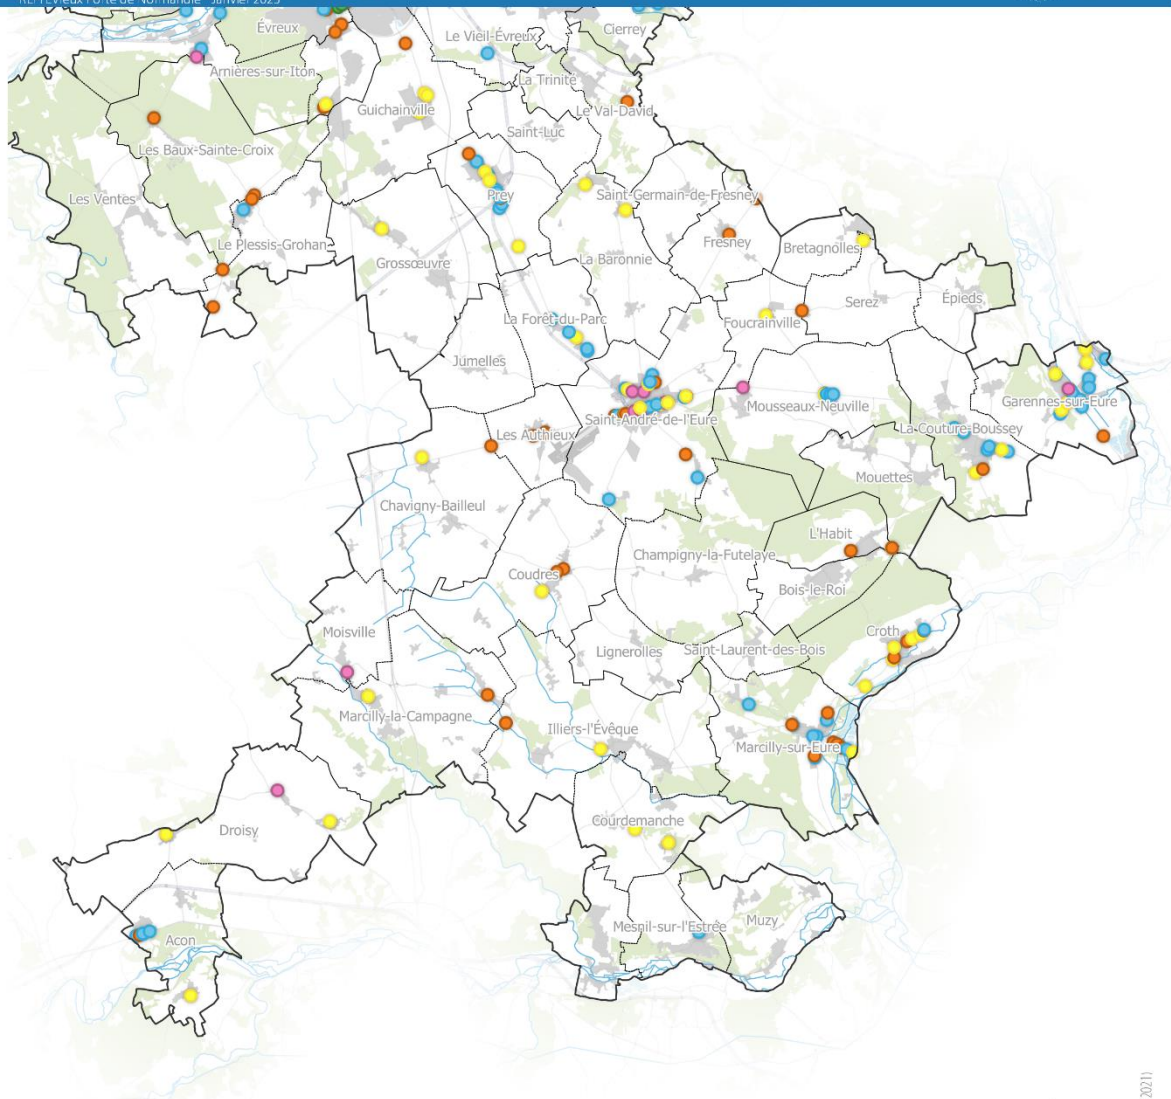 Évreux
Le Vieil-Évreux
Cierrey
Arnières-sur-Iton
La Trinité
Guichainville
Le Val-David
Saint-Luc
Les Baux-Sainte-Croix
Les Ventes
Prey
Saint-Germain-de-Fresney
Le Plessis-Grohan
Fresney
Bretagnolles
Grossœuvre
La Baronnie
Serez
Épieds
La Forêt-du-Parc
Foucrainville
Jumelles
Garennes-sur-Eure
Mousseaux-Neuville
Saint-André-de-l'Eure
La Couture-Boussey
Les Authieux
Mouettes
Chavigny-Bailleul
L'Habit
Champigny-la-Futelaye
Coudres
Bois-le-Roi
Moisville
Croth
Lignerolles
Saint-Laurent-des-Bois
Marcilly-la-Campagne
Illiers-l'Évêque
Marcilly-sur-Eure
Courdemanche
Droisy
Muzy
Mesnil-sur-l'Estrée
Acon
2021)